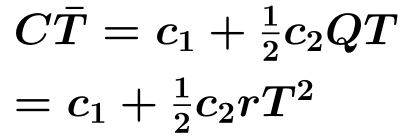 CT̄ = c₁ + ½c₂QT
= c₁ + ½c₂rT²